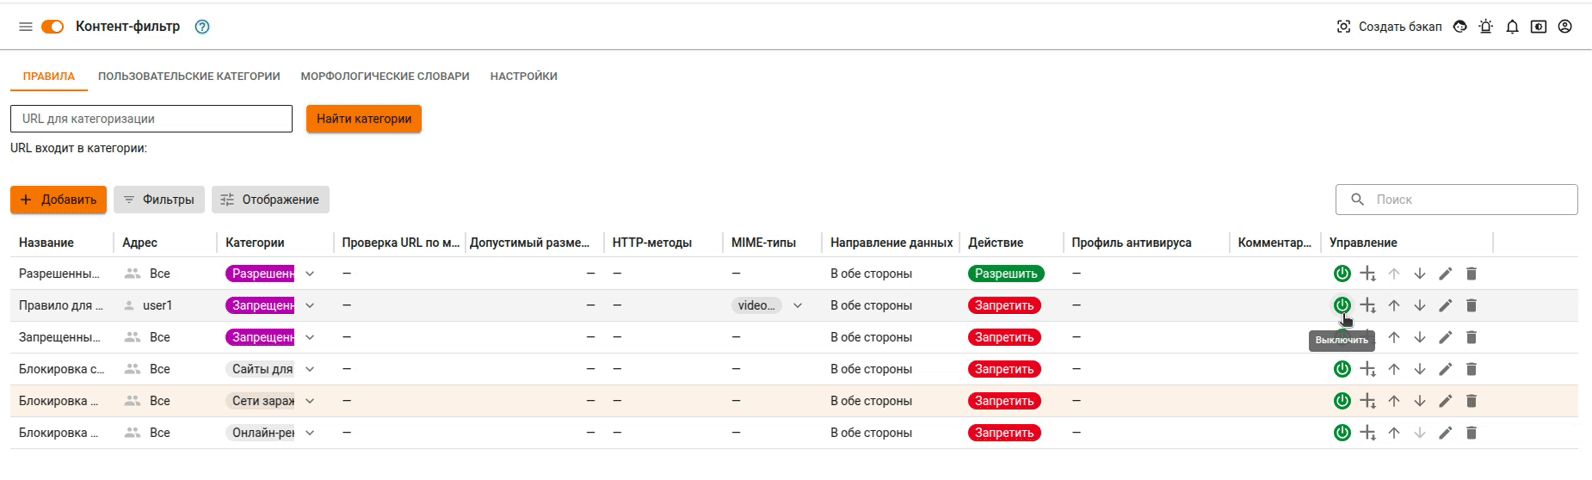 Контент-фильтр Создать бэкап
ПРАВИЛА ПОЛЬЗОВАТЕЛЬСКИЕ КАТЕГОРИИ МОРФОЛОГИЧЕСКИЕ СЛОВАРИ НАСТРОЙКИ
URL для категоризации Найти категории
URL входит в категории:
Добавить Фильтры Отображение Поиск
Название Адрес Категории Проверка URL по м... Допустимый разме... HTTP-методы MIME-типы Направление данных Действие Профиль антивируса Комментар... Управление
Разрешенны... Все Разрешенн — — — — В обе стороны Разрешить —
Правило для ... user1 Запрещенн — — — video... В обе стороны Запретить —
Запрещенны... Все Запрещенн — — — — В обе стороны Запретить — Выключить
Блокировка с... Все Сайты для — — — — В обе стороны Запретить —
Блокировка ... Все Сети зараж — — — — В обе стороны Запретить —
Блокировка ... Все Онлайн-рек — — — — В обе стороны Запретить —